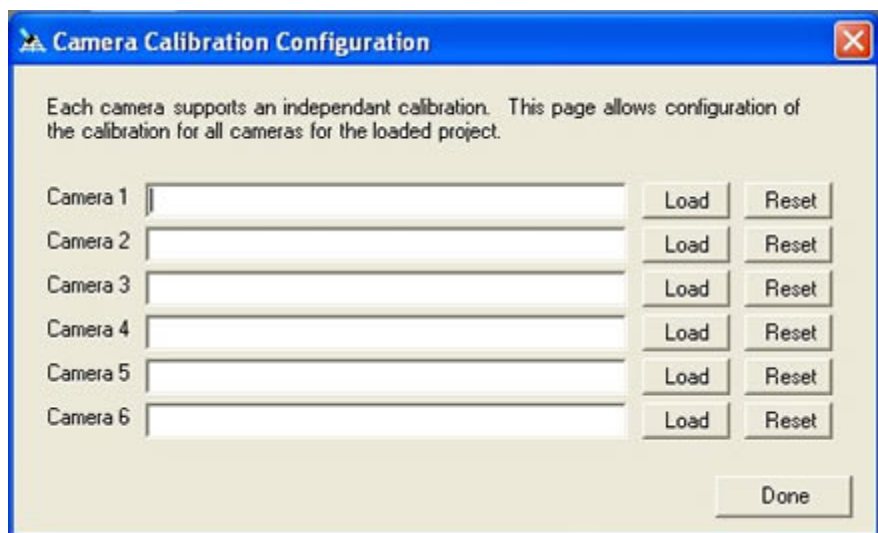 Camera Calibration Configuration
Each camera supports an independant calibration. This page allows configuration of
the calibration for all cameras for the loaded project.
Camera 1 Load Reset
Camera 2 Load Reset
Camera 3 Load Reset
Camera 4 Load Reset
Camera 5 Load Reset
Camera 6 Load Reset
Done